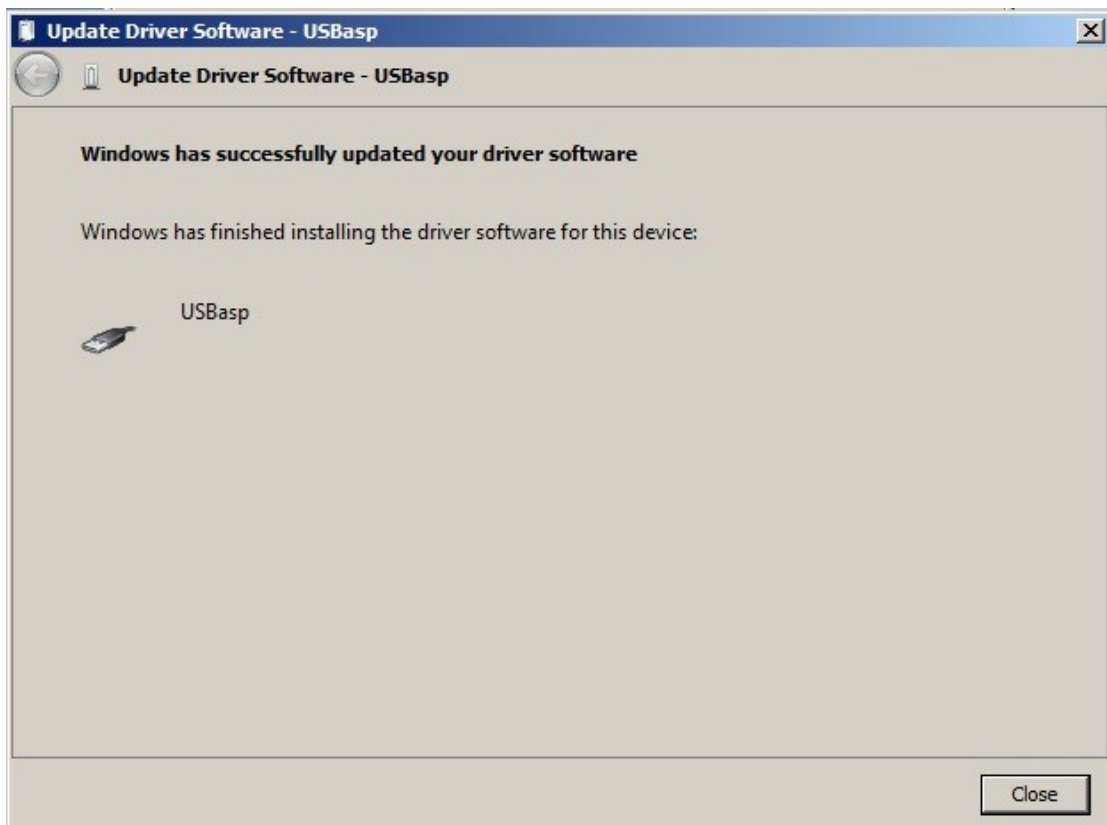 Update Driver Software - USBasp
Update Driver Software - USBasp
Windows has successfully updated your driver software
Windows has finished installing the driver software for this device:
USBasp
Close